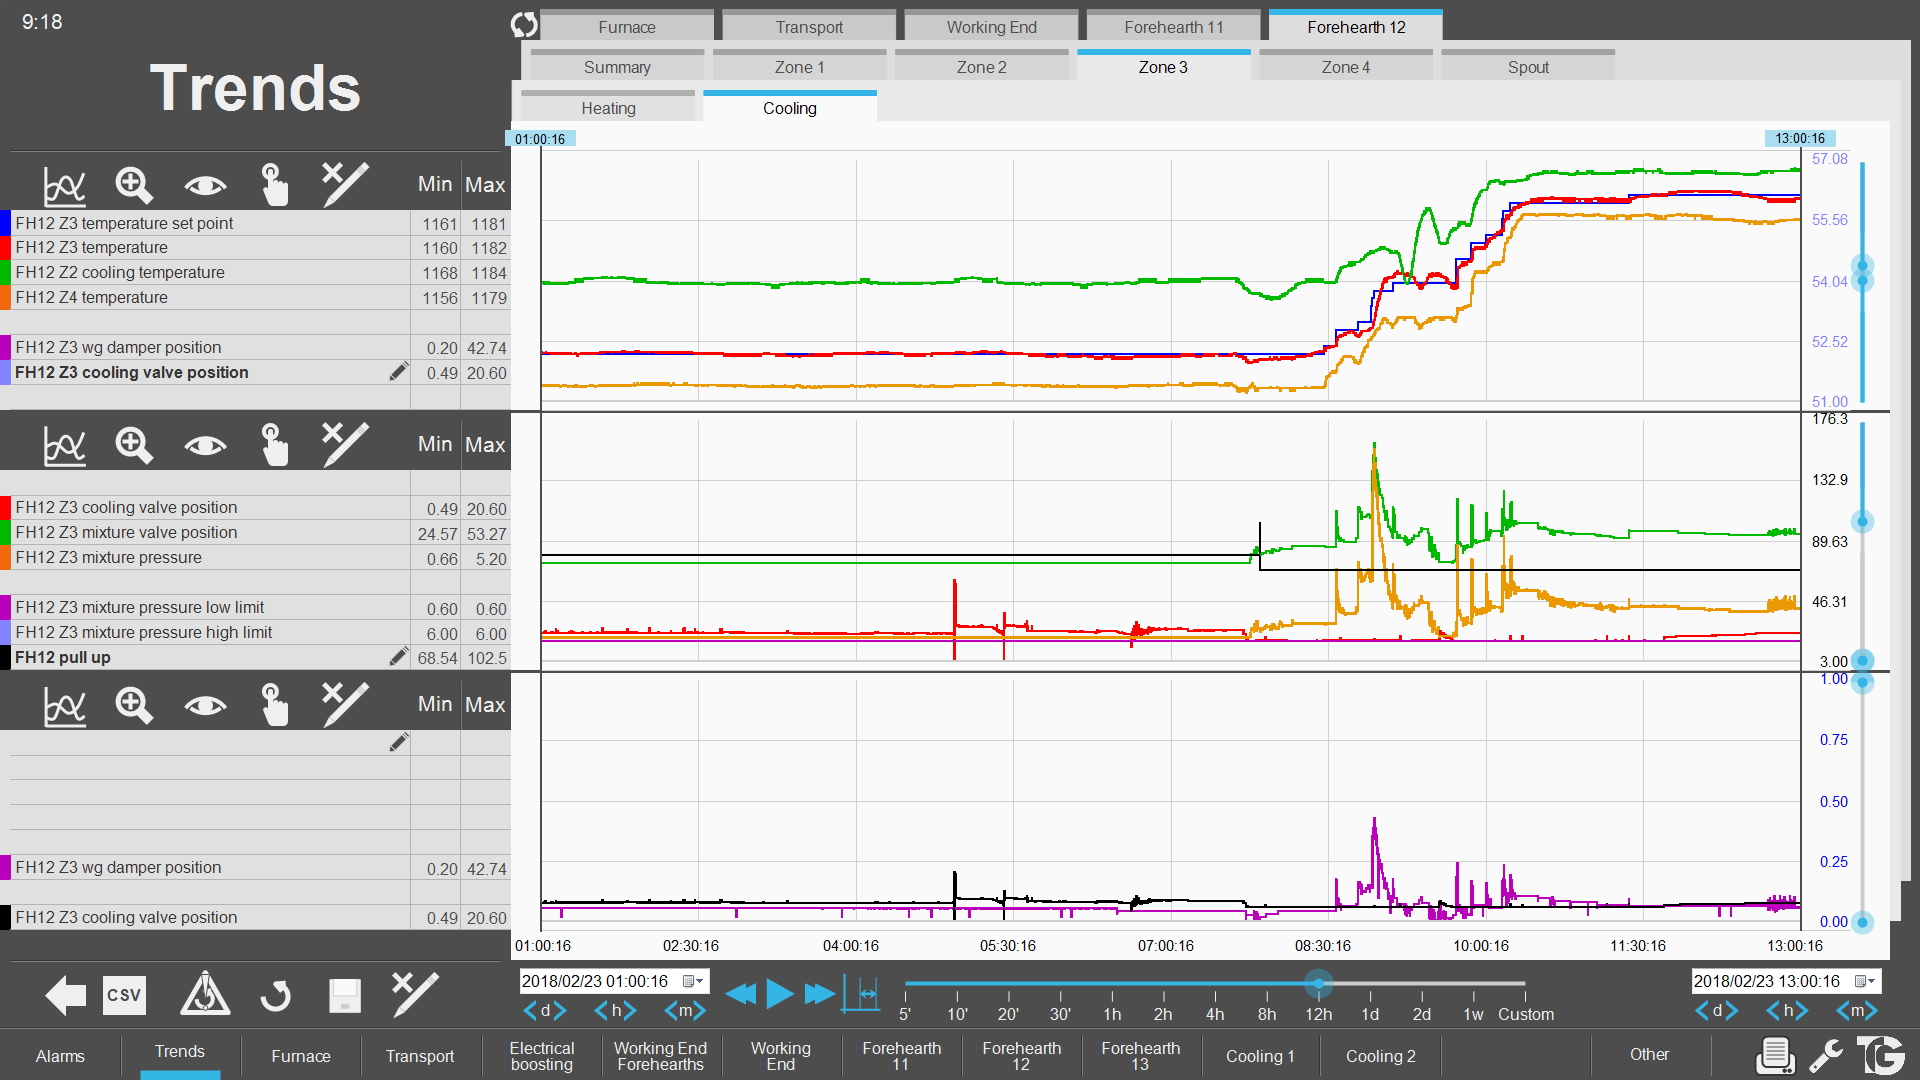 9:18
Trends
Furnace
Transport
Working End
Forehearth 11
Forehearth 12
Summary
Zone 1
Zone 2
Zone 3
Zone 4
Spout
Heating
Cooling
01:00:16
13:00:16
Min Max
FH12 Z3 temperature set point 1161 1181
FH12 Z3 temperature 1160 1182
FH12 Z2 cooling temperature 1168 1184
FH12 Z4 temperature 1156 1179
FH12 Z3 wg damper position 0.20 42.74
FH12 Z3 cooling valve position 0.49 20.60
57.08
55.56
54.04
52.52
51.00
Min Max
FH12 Z3 cooling valve position 0.49 20.60
FH12 Z3 mixture valve position 24.57 53.27
FH12 Z3 mixture pressure 0.66 5.20
FH12 Z3 mixture pressure low limit 0.60 0.60
FH12 Z3 mixture pressure high limit 6.00 6.00
FH12 pull up 68.54 102.5
176.3
132.9
89.63
46.31
3.00
Min Max
FH12 Z3 wg damper position 0.20 42.74
FH12 Z3 cooling valve position 0.49 20.60
1.00
0.75
0.50
0.25
0.00
01:00:16 02:30:16 04:00:16 05:30:16 07:00:16 08:30:16 10:00:16 11:30:16 13:00:16
CSV
2018/02/23 01:00:16
d h m
5' 10' 20' 30' 1h 2h 4h 8h 12h 1d 2d 1w Custom
2018/02/23 13:00:16
d h m
Alarms
Trends
Furnace
Transport
Electrical
boosting
Working End
Forehearths
Working
End
Forehearth
11
Forehearth
12
Forehearth
13
Cooling 1
Cooling 2
Other
TG